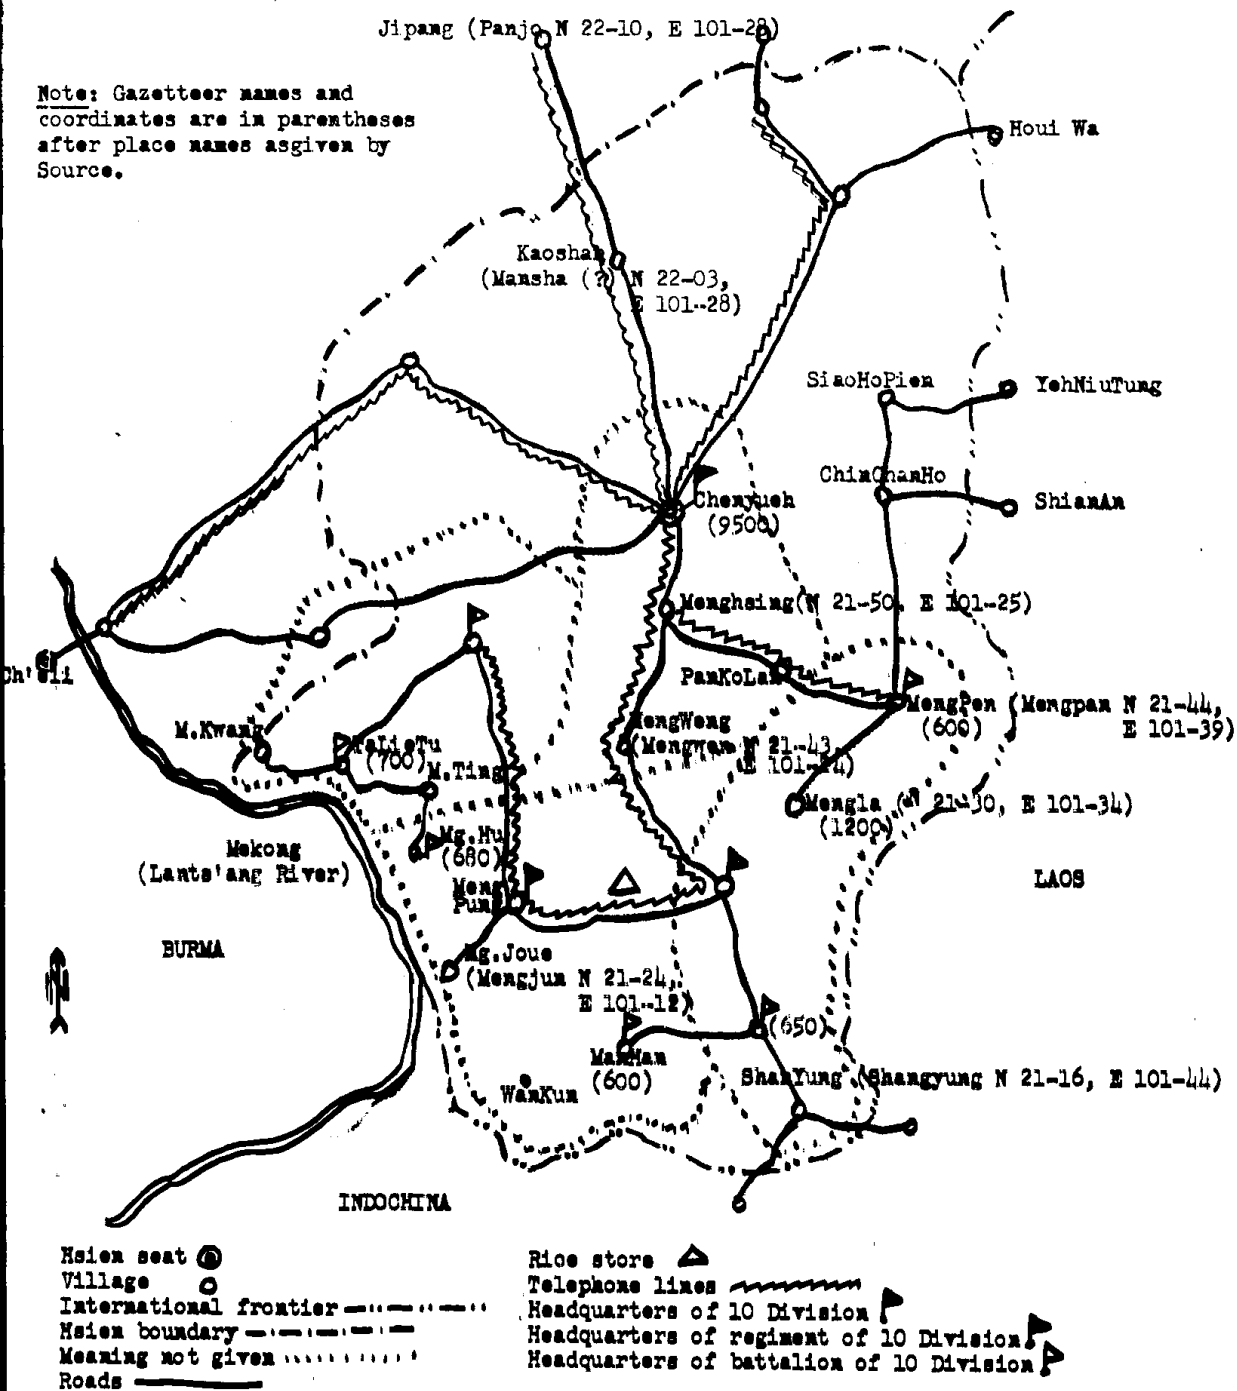 Jipang (Panjo N 22-10, E 101-28)
Note: Gazetteer names and
coordinates are in parentheses
after place names asgiven by
Source.
Houi Wa
Kaoshan
(Mansha (?) N 22-03,
E 101-28)
SiaoHoPien
YehNiuTung
ChinChanHo
ShianAn
Chenyueh
(9500)
Menghsing(N 21-50, E 101-25)
Ch'eli
PanKoLan
MengPen (Mengpan N 21-44,
(600) E 101-39)
M.Kwang
MengWeng
(Mengwan N 21-43,
YaLieTu
(700)
M.Ting
Mengla (N 21-30, E 101-34)
(1200)
Mekong
(Lants'ang River)
Mg.Hu
(680)
Meng
Pung
LAOS
BURMA
Mg.Joue
(Mengjun N 21-24,
E 101-12)
N
(650)
ManHan
(600)
WanKun
ShanYung (Shangyung N 21-16, E 101-44)
INDOCHINA
Hsien seat
Village
International frontier
Hsien boundary
Meaning not given
Roads
Rice store
Telephone lines
Headquarters of 10 Division
Headquarters of regiment of 10 Division
Headquarters of battalion of 10 Division